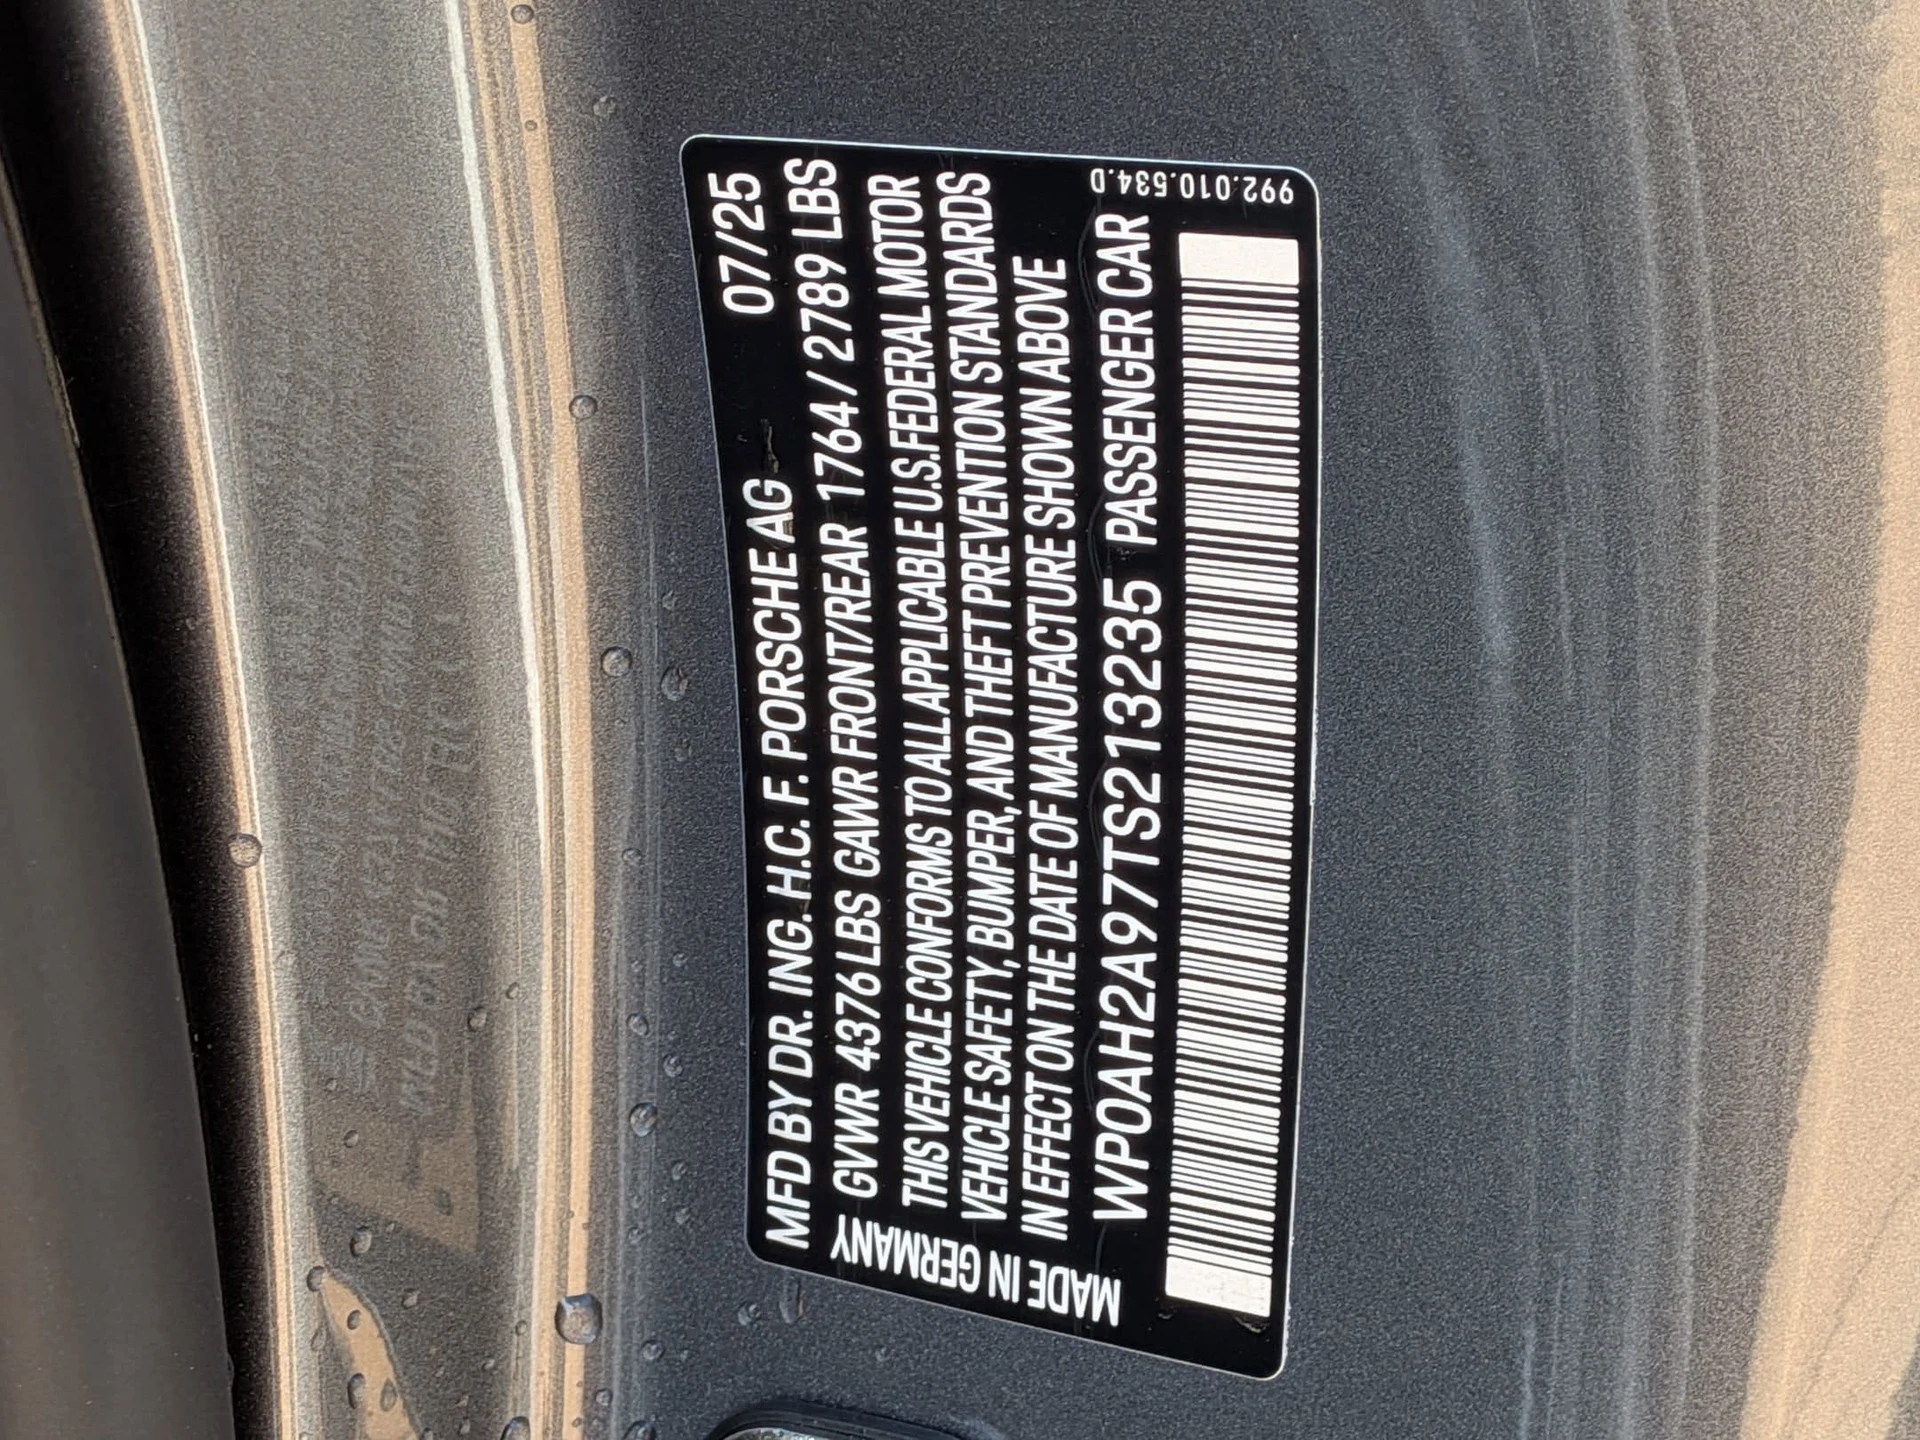 MFD BY DR. ING. H.C. F. PORSCHE AG 07/25
GVWR 4376 LBS GAWR FRONT/REAR 1764 / 2789 LBS
THIS VEHICLE CONFORMS TO ALL APPLICABLE U.S. FEDERAL MOTOR
VEHICLE SAFETY, BUMPER, AND THEFT PREVENTION STANDARDS
IN EFFECT ON THE DATE OF MANUFACTURE SHOWN ABOVE
WP0AH2A97TS213235 PASSENGER CAR
MADE IN GERMANY
992.010.534.D